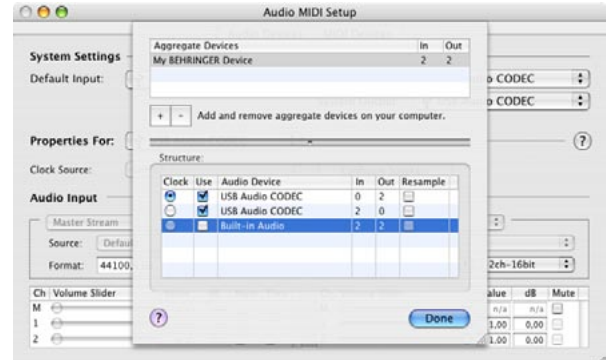 Audio MIDI Setup
Aggregate Devices In Out
My BEHRINGER Device 2 2
System Settings
Default Input:
CODEC
CODEC
+ - Add and remove aggregate devices on your computer.
Properties For:
?
Structure:
Clock Source:
Clock Use Audio Device In Out Resample
USB Audio CODEC 0 2
USB Audio CODEC 2 0
Built-in Audio 2 2
Audio Input
Master Stream
Source: Defau
Format: 44100,
2ch-16bit
Ch Volume Slider
alue dB Mute
M n/a n/a
? Done
1 1.00 0.00
2 1.00 0.00